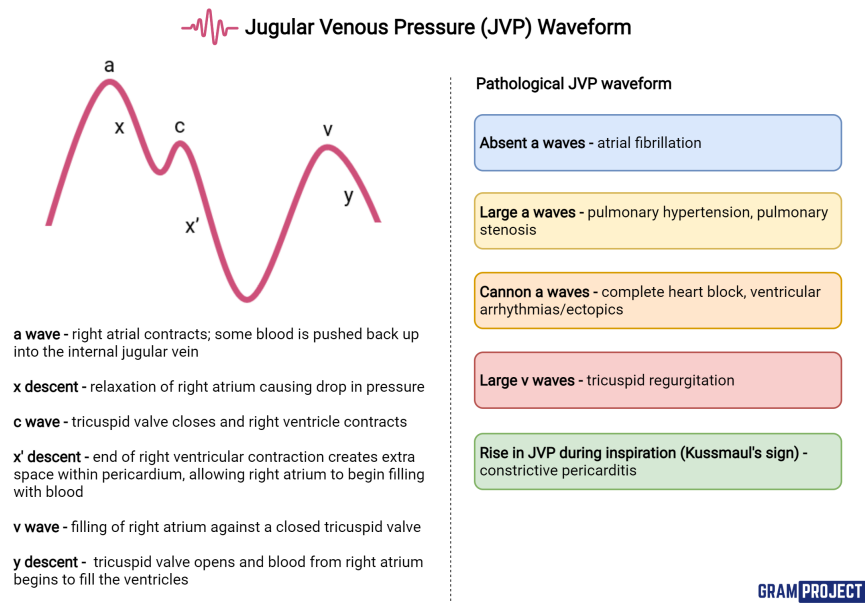 Jugular Venous Pressure (JVP) Waveform
a
x
c
x'
v
y
a wave - right atrial contracts; some blood is pushed back up
into the internal jugular vein
x descent - relaxation of right atrium causing drop in pressure
c wave - tricuspid valve closes and right ventricle contracts
x' descent - end of right ventricular contraction creates extra
space within pericardium, allowing right atrium to begin filling
with blood
v wave - filling of right atrium against a closed tricuspid valve
y descent - tricuspid valve opens and blood from right atrium
begins to fill the ventricles
Pathological JVP waveform
Absent a waves - atrial fibrillation
Large a waves - pulmonary hypertension, pulmonary
stenosis
Cannon a waves - complete heart block, ventricular
arrhythmias/ectopics
Large v waves - tricuspid regurgitation
Rise in JVP during inspiration (Kussmaul's sign) -
constrictive pericarditis
GRAM PROJECT